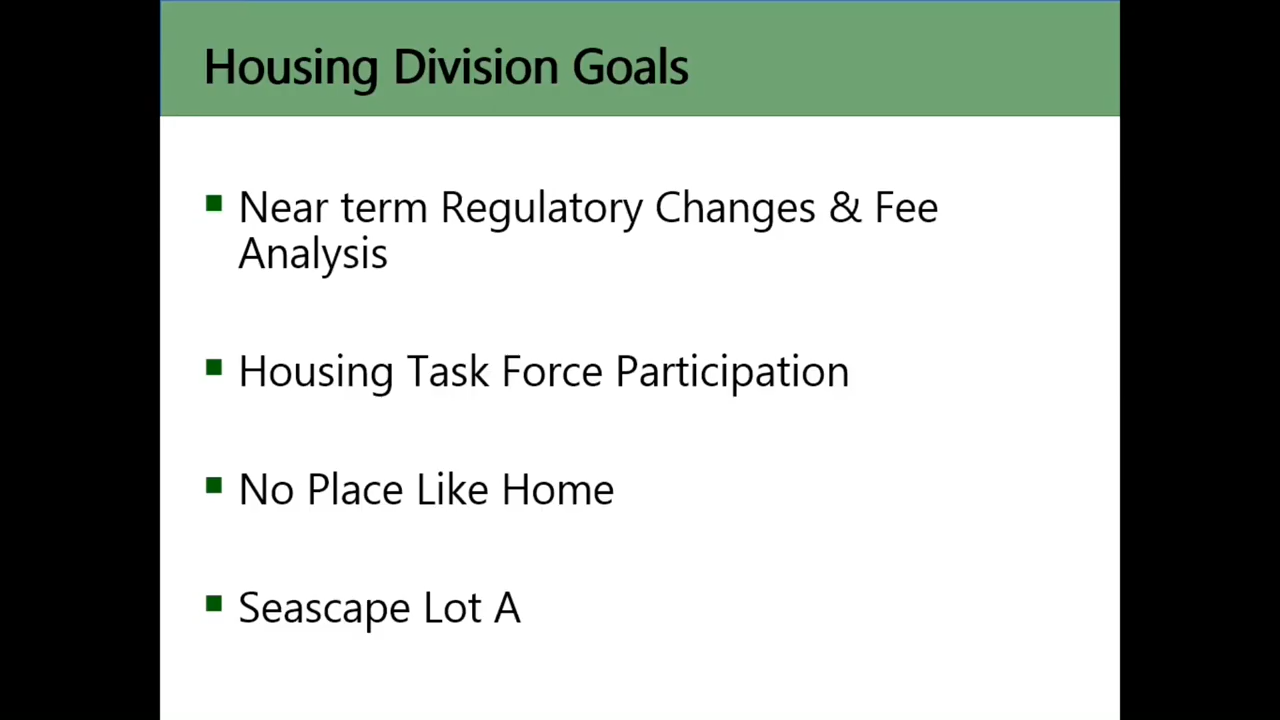 Housing Division Goals
Near term Regulatory Changes & Fee
Analysis
Housing Task Force Participation
No Place Like Home
Seascape Lot A